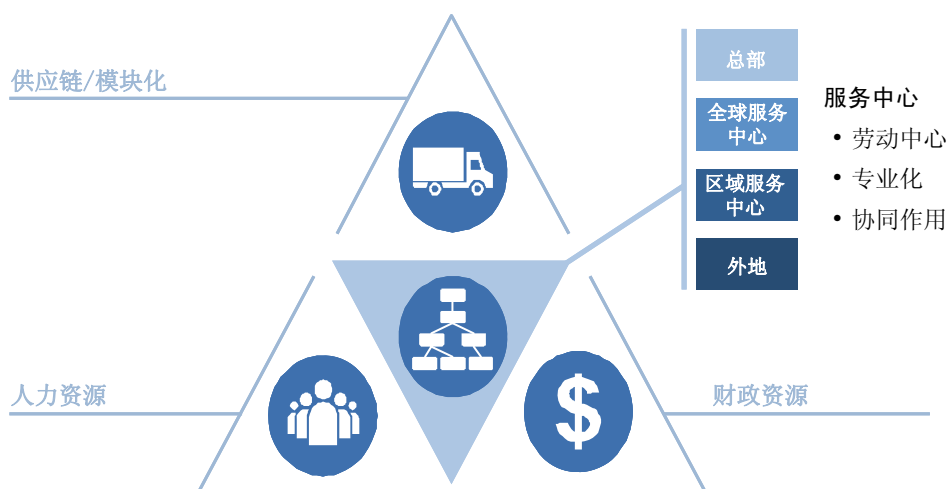 供应链/模块化
总部
全球服务
中心
区域服务
中心
外地
服务中心
• 劳动中心
• 专业化
• 协同作用
人力资源
财政资源
$